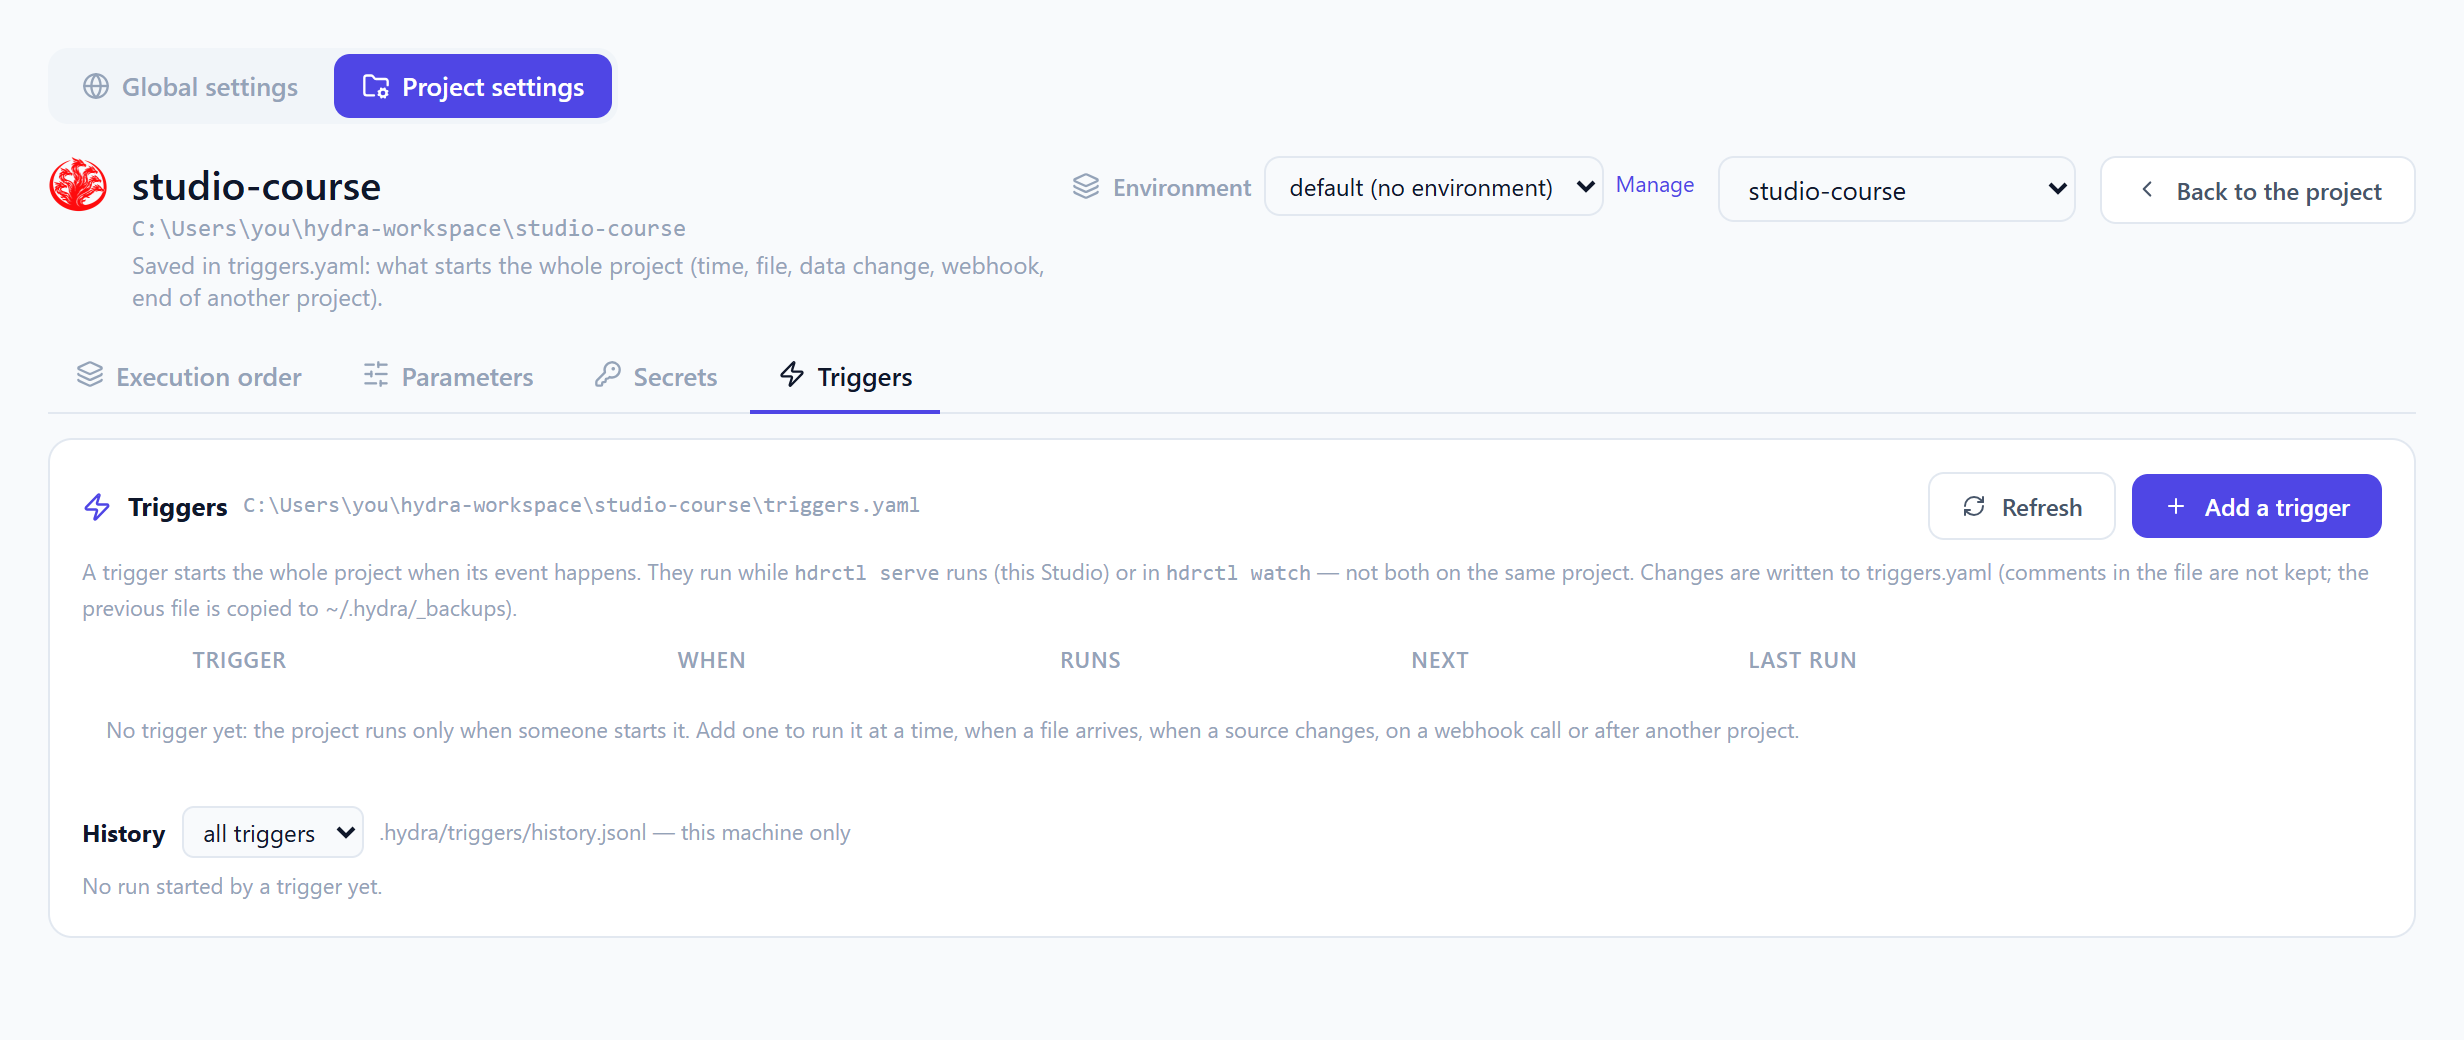 Global settings
Project settings
studio-course
C:\Users\you\hydra-workspace\studio-course
Saved in triggers.yaml: what starts the whole project (time, file, data change, webhook,
end of another project).
Environment
default (no environment)
Manage
studio-course
Back to the project
Execution order
Parameters
Secrets
Triggers
Triggers C:\Users\you\hydra-workspace\studio-course\triggers.yaml
Refresh
Add a trigger
A trigger starts the whole project when its event happens. They run while hdrctl serve runs (this Studio) or in hdrctl watch — not both on the same project. Changes are written to triggers.yaml (comments in the file are not kept; the
previous file is copied to ~/.hydra/_backups).
TRIGGER WHEN RUNS NEXT LAST RUN
No trigger yet: the project runs only when someone starts it. Add one to run it at a time, when a file arrives, when a source changes, on a webhook call or after another project.
History all triggers .hydra/triggers/history.jsonl — this machine only
No run started by a trigger yet.